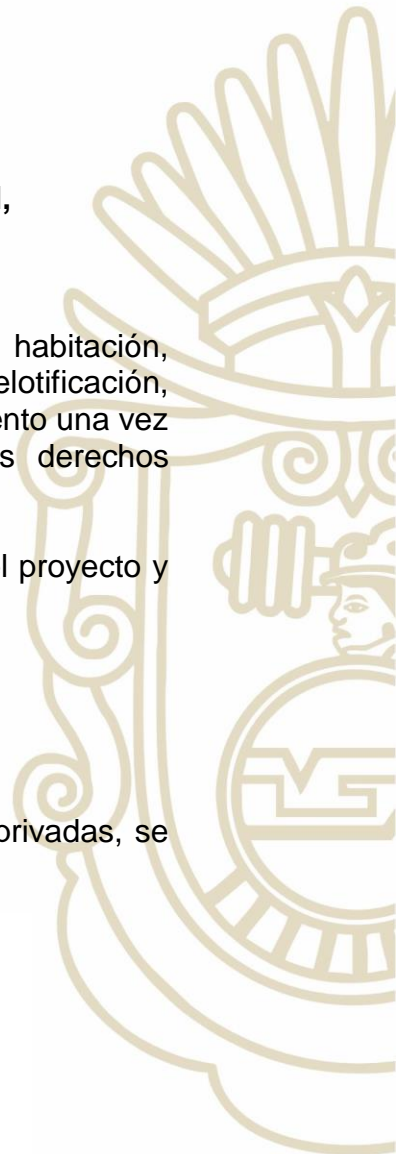 ,
habitación,
elotificación,
ento una vez
s derechos
l proyecto y
privadas, se